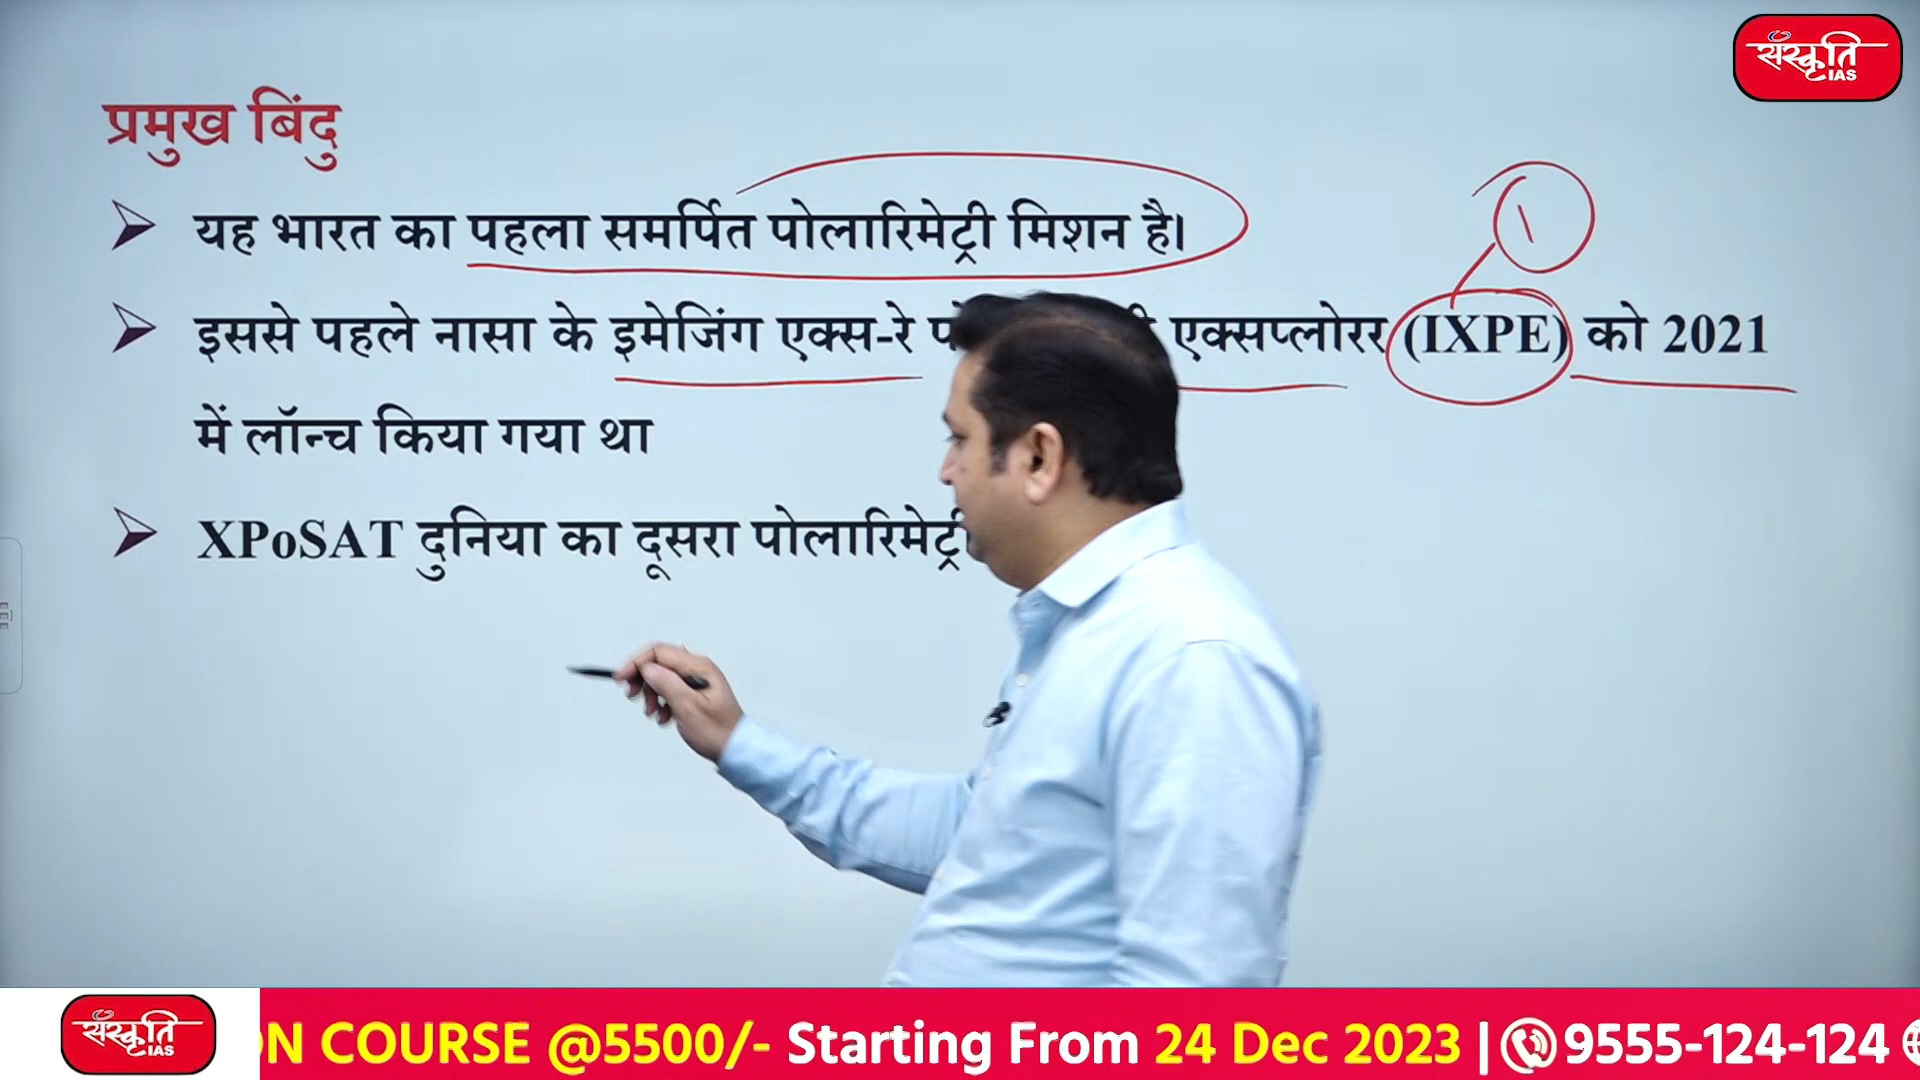 संस्कृति
IAS
प्रमुख बिंदु
यह भारत का पहला समर्पित पोलारिमेट्री मिशन है।
1
इससे पहले नासा के इमेजिंग एक्स-रे एक्सप्लोरर (IXPE) को 2021
में लॉन्च किया गया था
XPoSAT दुनिया का दूसरा पोलारिमेट्री
संस्कृति
IAS
COURSE @5500/- Starting From 24 Dec 2023 | 9555-124-124